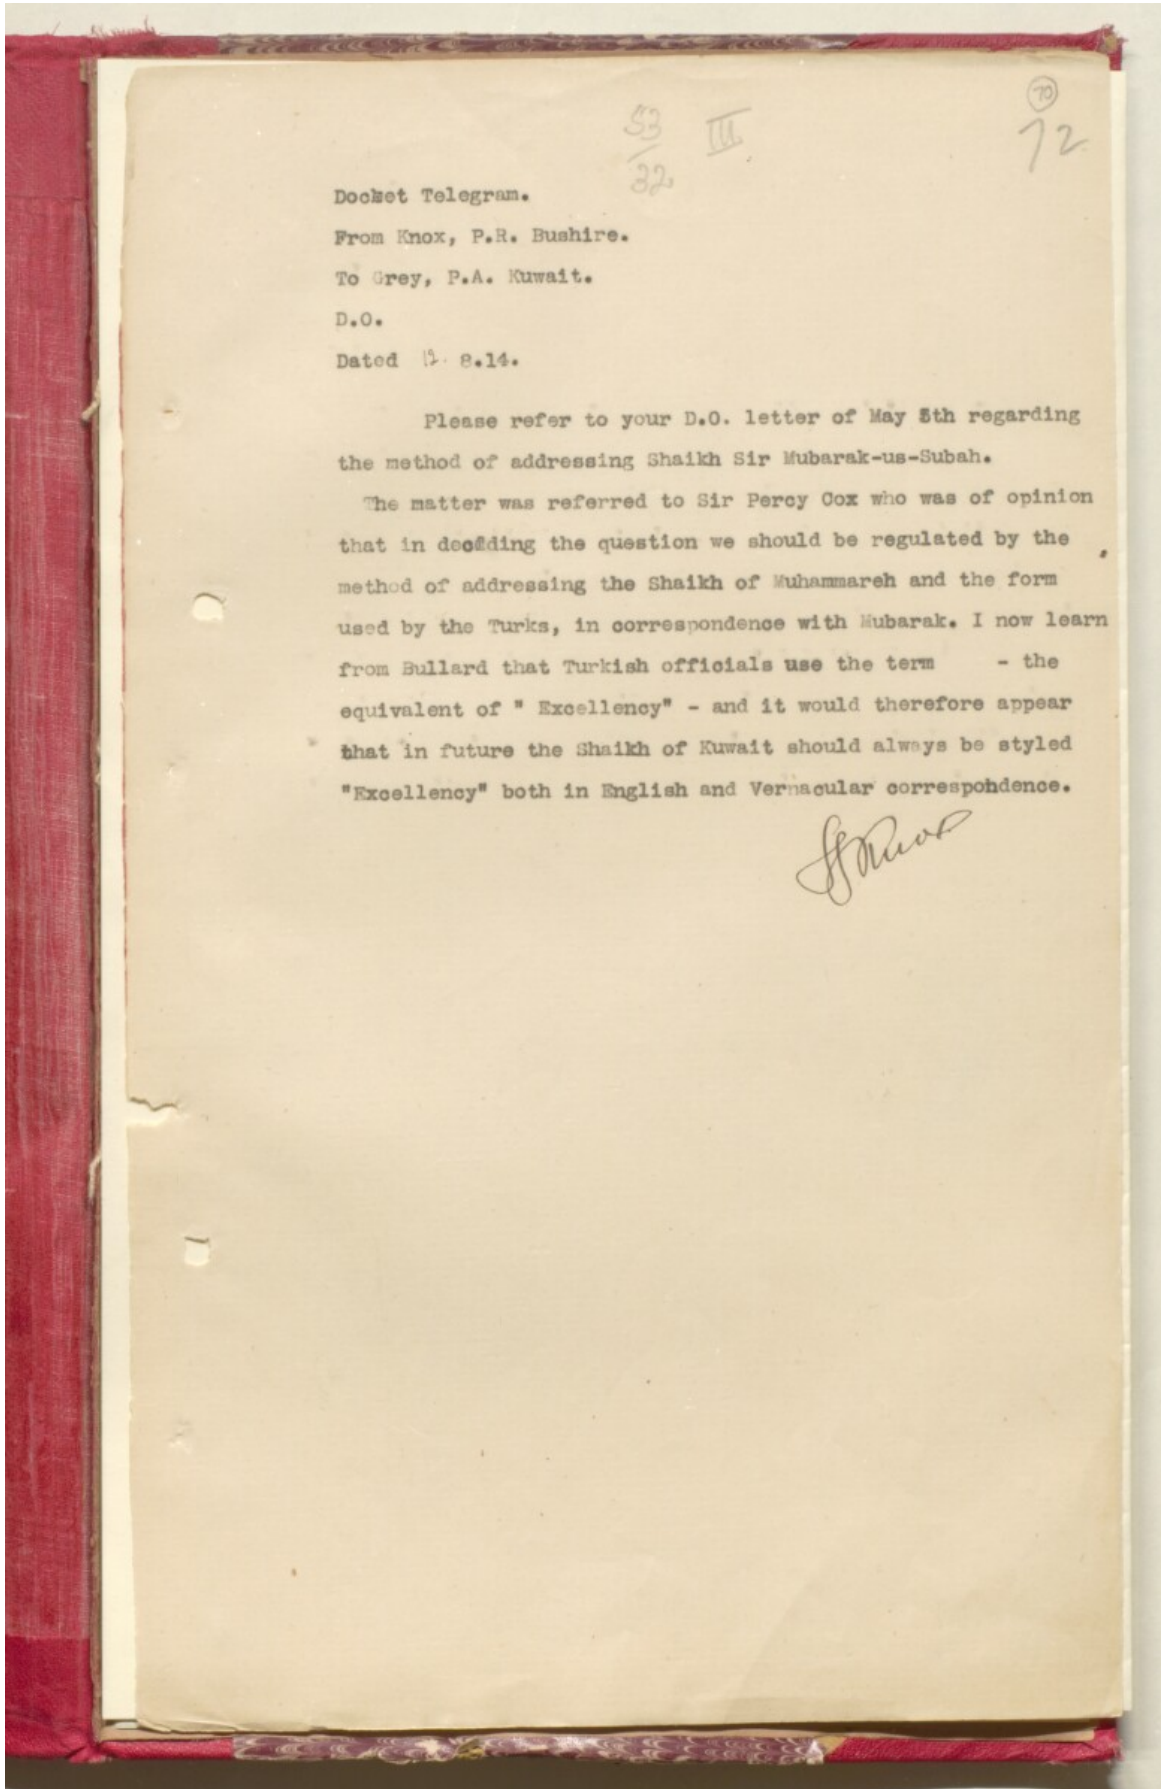 53
32
III
70
72
Docket Telegram.
From Knox, P.R. Bushire.
To Grey, P.A. Kuwait.
D.O.
Dated 12. 8.14.
Please refer to your D.O. letter of May 5th regarding
the method of addressing Shaikh Sir Mubarak-us-Subah.
The matter was referred to Sir Percy Cox who was of opinion
that in deciding the question we should be regulated by the
method of addressing the Shaikh of Muhammareh and the form
used by the Turks, in correspondence with Mubarak. I now learn
from Bullard that Turkish officials use the term - the
equivalent of " Excellency" - and it would therefore appear
that in future the Shaikh of Kuwait should always be styled
"Excellency" both in English and Vernacular correspondence.
SGKnox